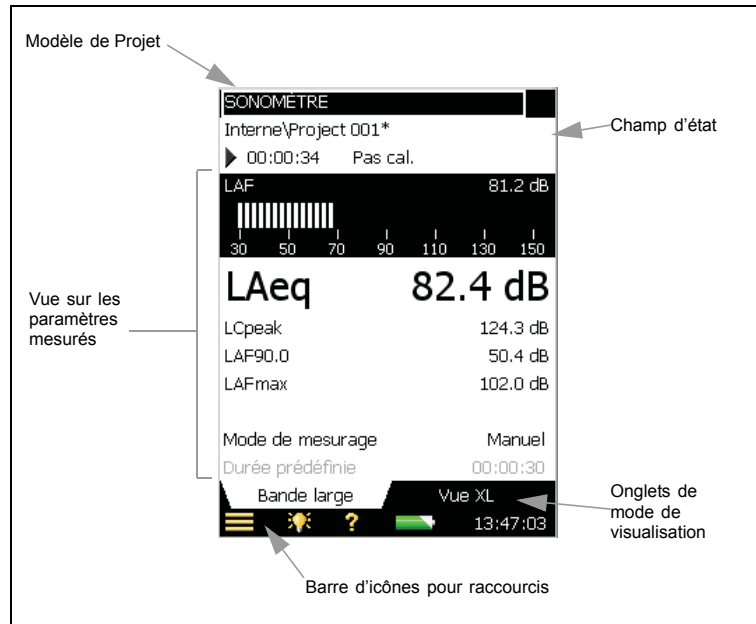 Modèle de Projet
SONOMÈTRE
Interne\Project 001*
Champ d'état
00:00:34 Pas cal.
LAF 81.2 dB
30 50 70 90 110 130 150
LAeq 82.4 dB
Vue sur les
paramètres
mesurés
LCpeak 124.3 dB
LAF90.0 50.4 dB
LAFmax 102.0 dB
Mode de mesurage Manuel
Durée prédéfinie 00:00:30
Bande large Vue XL
Onglets de
mode de
visualisation
? 13:47:03
Barre d'icônes pour raccourcis